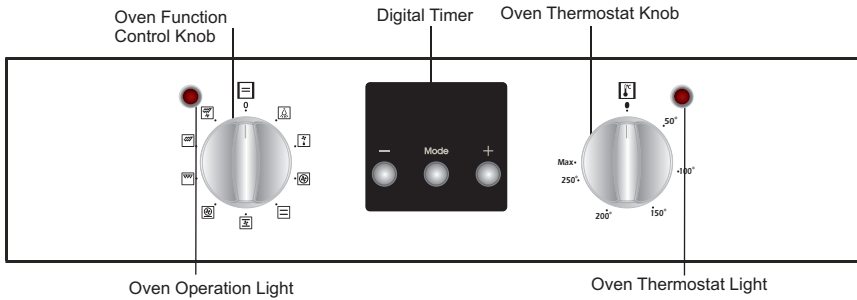 Oven Function
Control Knob
Digital Timer
Oven Thermostat Knob
0
°C
50°
Mode
Max
100°
250°
200°
150°
Oven Operation Light
Oven Thermostat Light